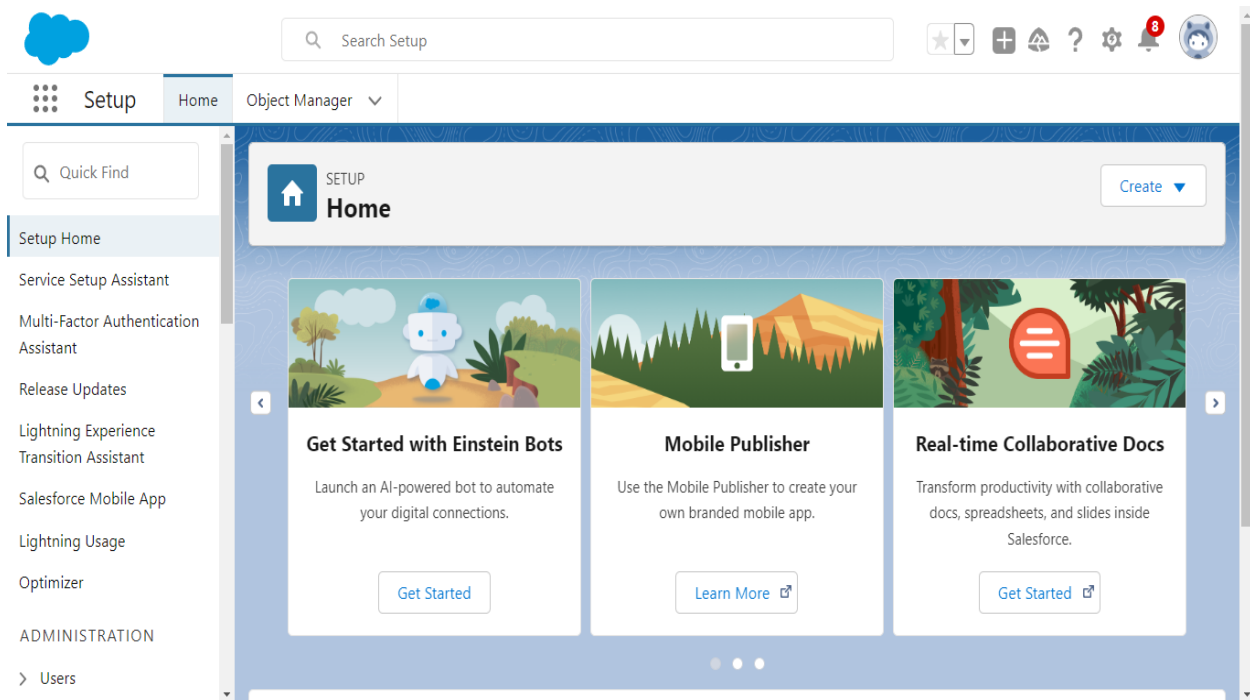 Search Setup
8
Setup
Home
Object Manager
Quick Find
Setup Home
Service Setup Assistant
Multi-Factor Authentication
Assistant
Release Updates
Lightning Experience
Transition Assistant
Salesforce Mobile App
Lightning Usage
Optimizer
ADMINISTRATION
Users
SETUP
Home
Create
Get Started with Einstein Bots
Launch an AI-powered bot to automate
your digital connections.
Get Started
Mobile Publisher
Use the Mobile Publisher to create your
own branded mobile app.
Learn More
Real-time Collaborative Docs
Transform productivity with collaborative
docs, spreadsheets, and slides inside
Salesforce.
Get Started